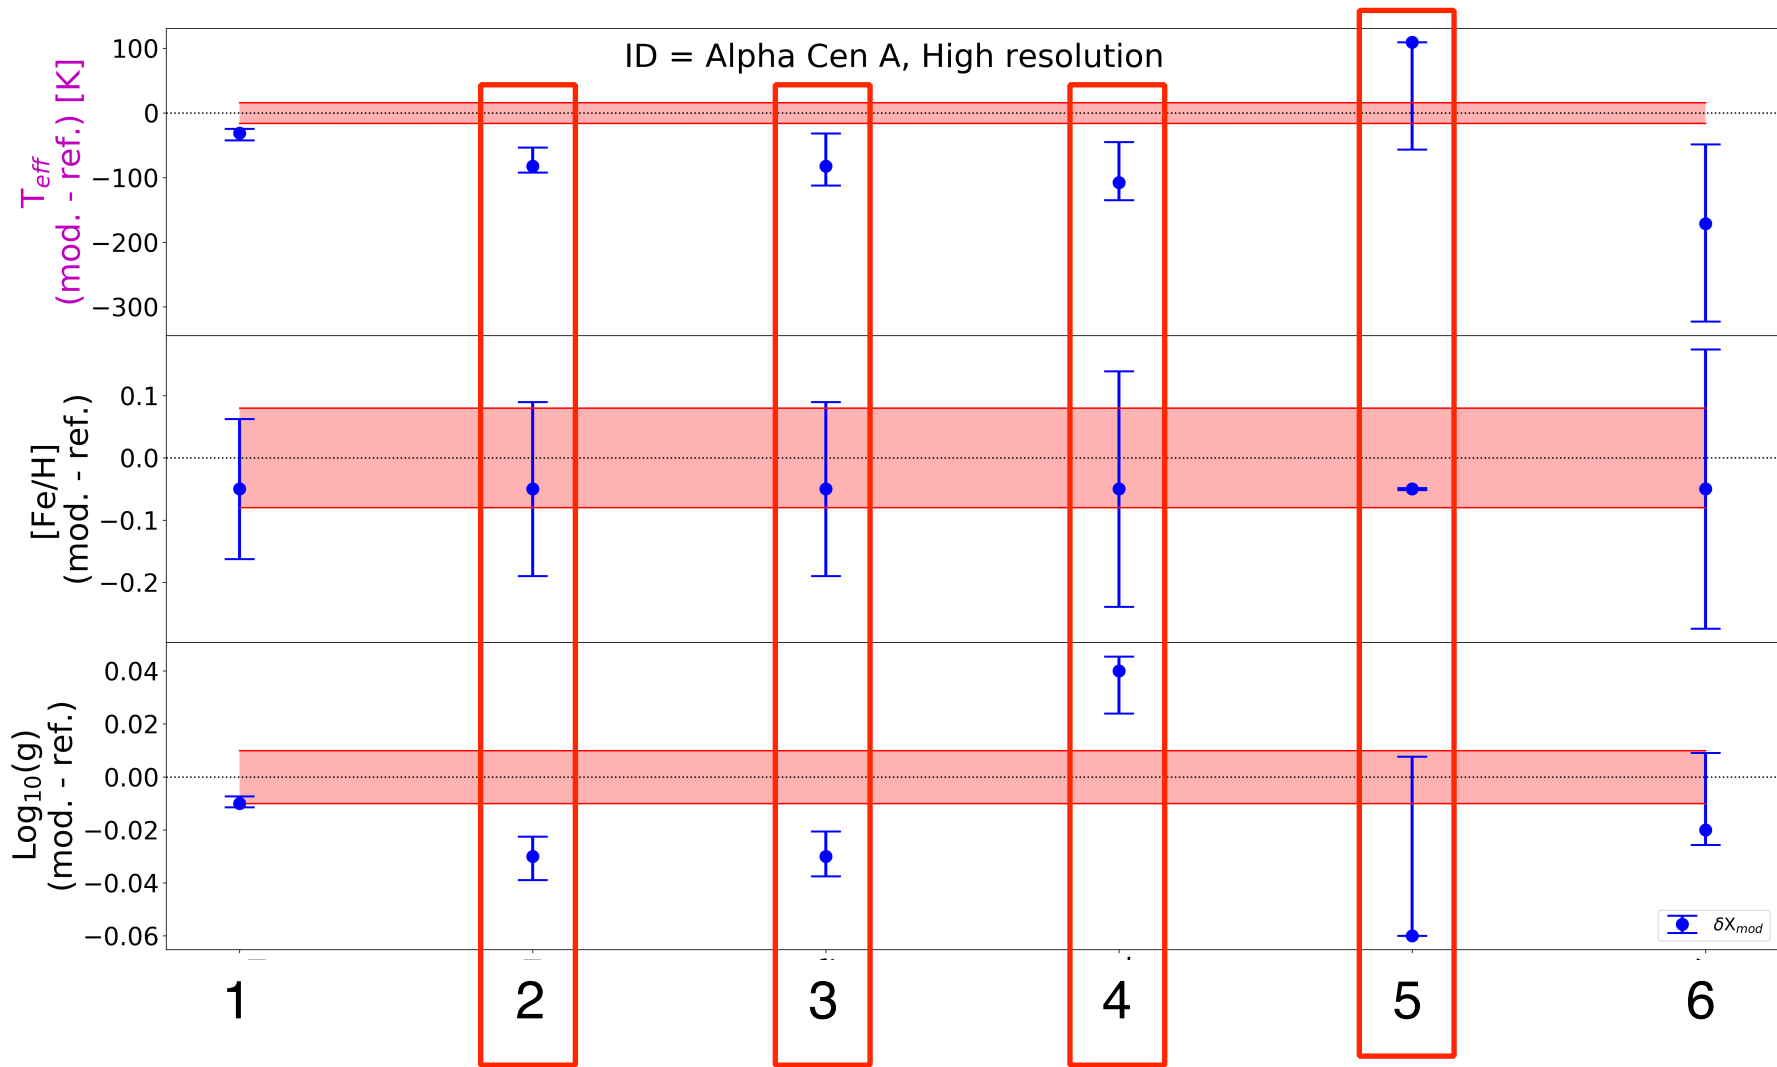 ID = Alpha Cen A, High resolution
T_eff
(mod. - ref.) [K]
100
0
−100
−200
−300
[Fe/H]
(mod. - ref.)
0.1
0.0
−0.1
−0.2
Log₁₀(g)
(mod. - ref.)
0.04
0.02
0.00
−0.02
−0.04
−0.06
δX_mod
1 2 3 4 5 6